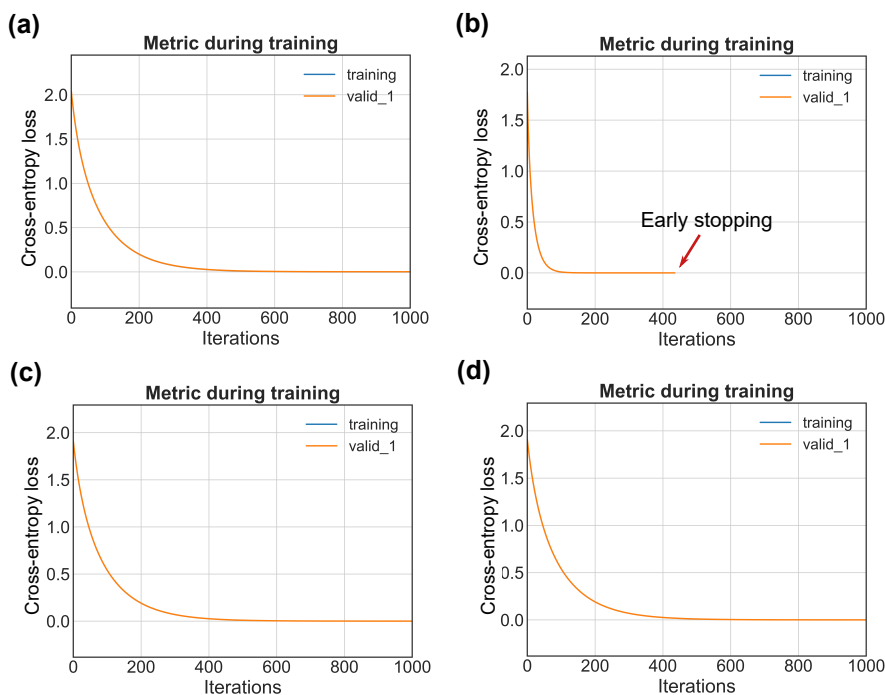 (a)
Metric during training
training
valid_1
Cross-entropy loss
2.0
1.5
1.0
0.5
0.0
0 200 400 600 800 1000
Iterations
(b)
Metric during training
training
valid_1
Cross-entropy loss
2.0
1.5
1.0
0.5
0.0
Early stopping
0 200 400 600 800 1000
Iterations
(c)
Metric during training
training
valid_1
Cross-entropy loss
2.0
1.5
1.0
0.5
0.0
0 200 400 600 800 1000
Iterations
(d)
Metric during training
training
valid_1
Cross-entropy loss
2.0
1.5
1.0
0.5
0.0
0 200 400 600 800 1000
Iterations